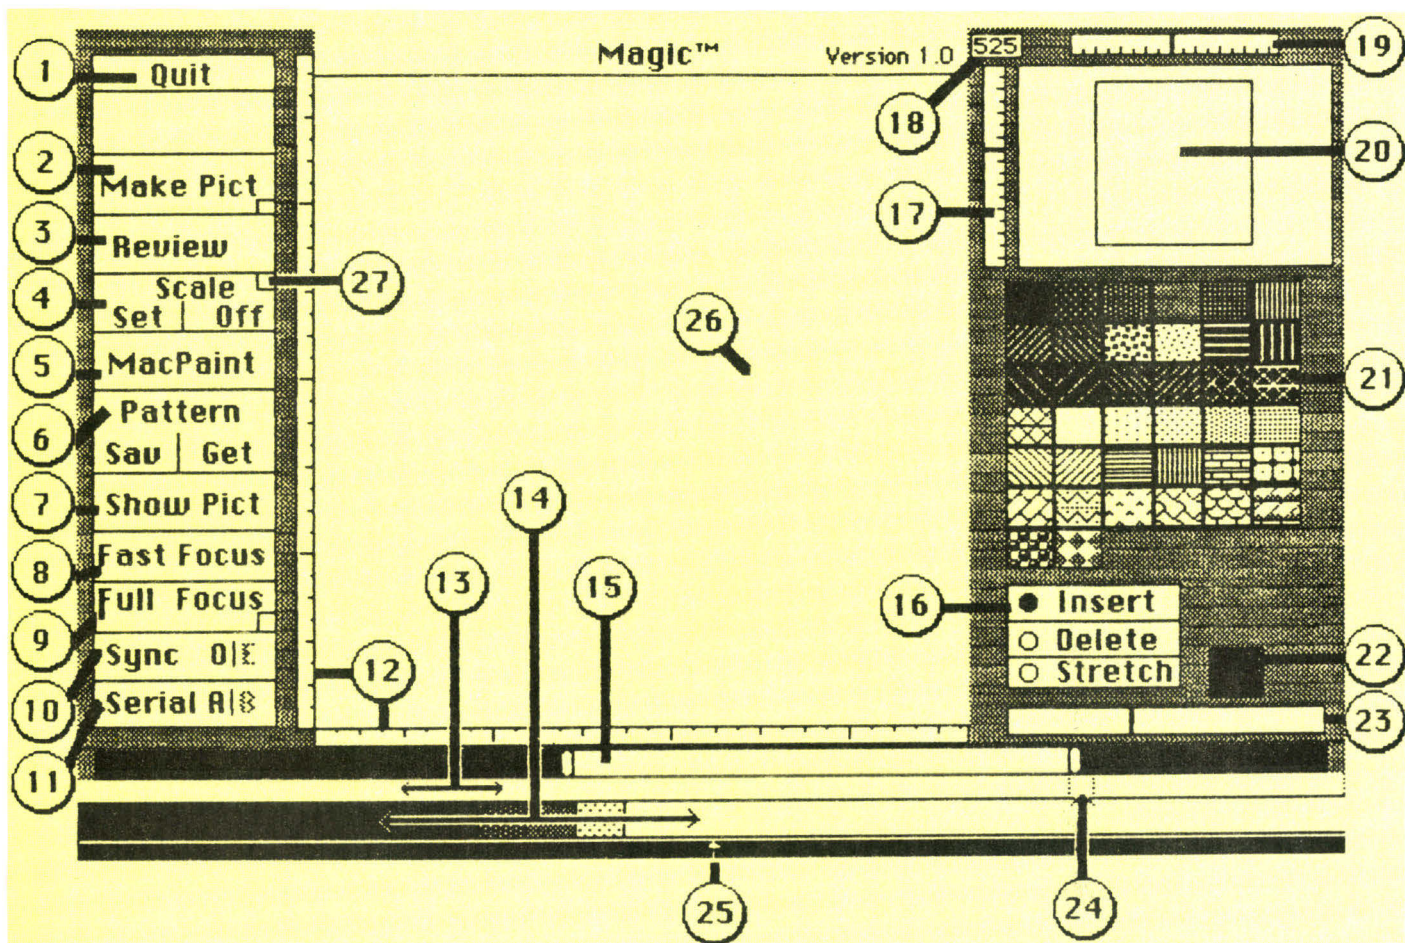 Magic™ Version 1.0
525
19
1
Quit
18
20
2
Make Pict
17
3
Review
27
4
Scale
Set | Off
26
5
MacPaint
21
6
Pattern
Sav | Get
7
Show Pict
14
8
Fast Focus
13
15
16
Insert
Delete
Stretch
9
Full Focus
22
10
Sync O|E
12
23
11
Serial A|B
25
24